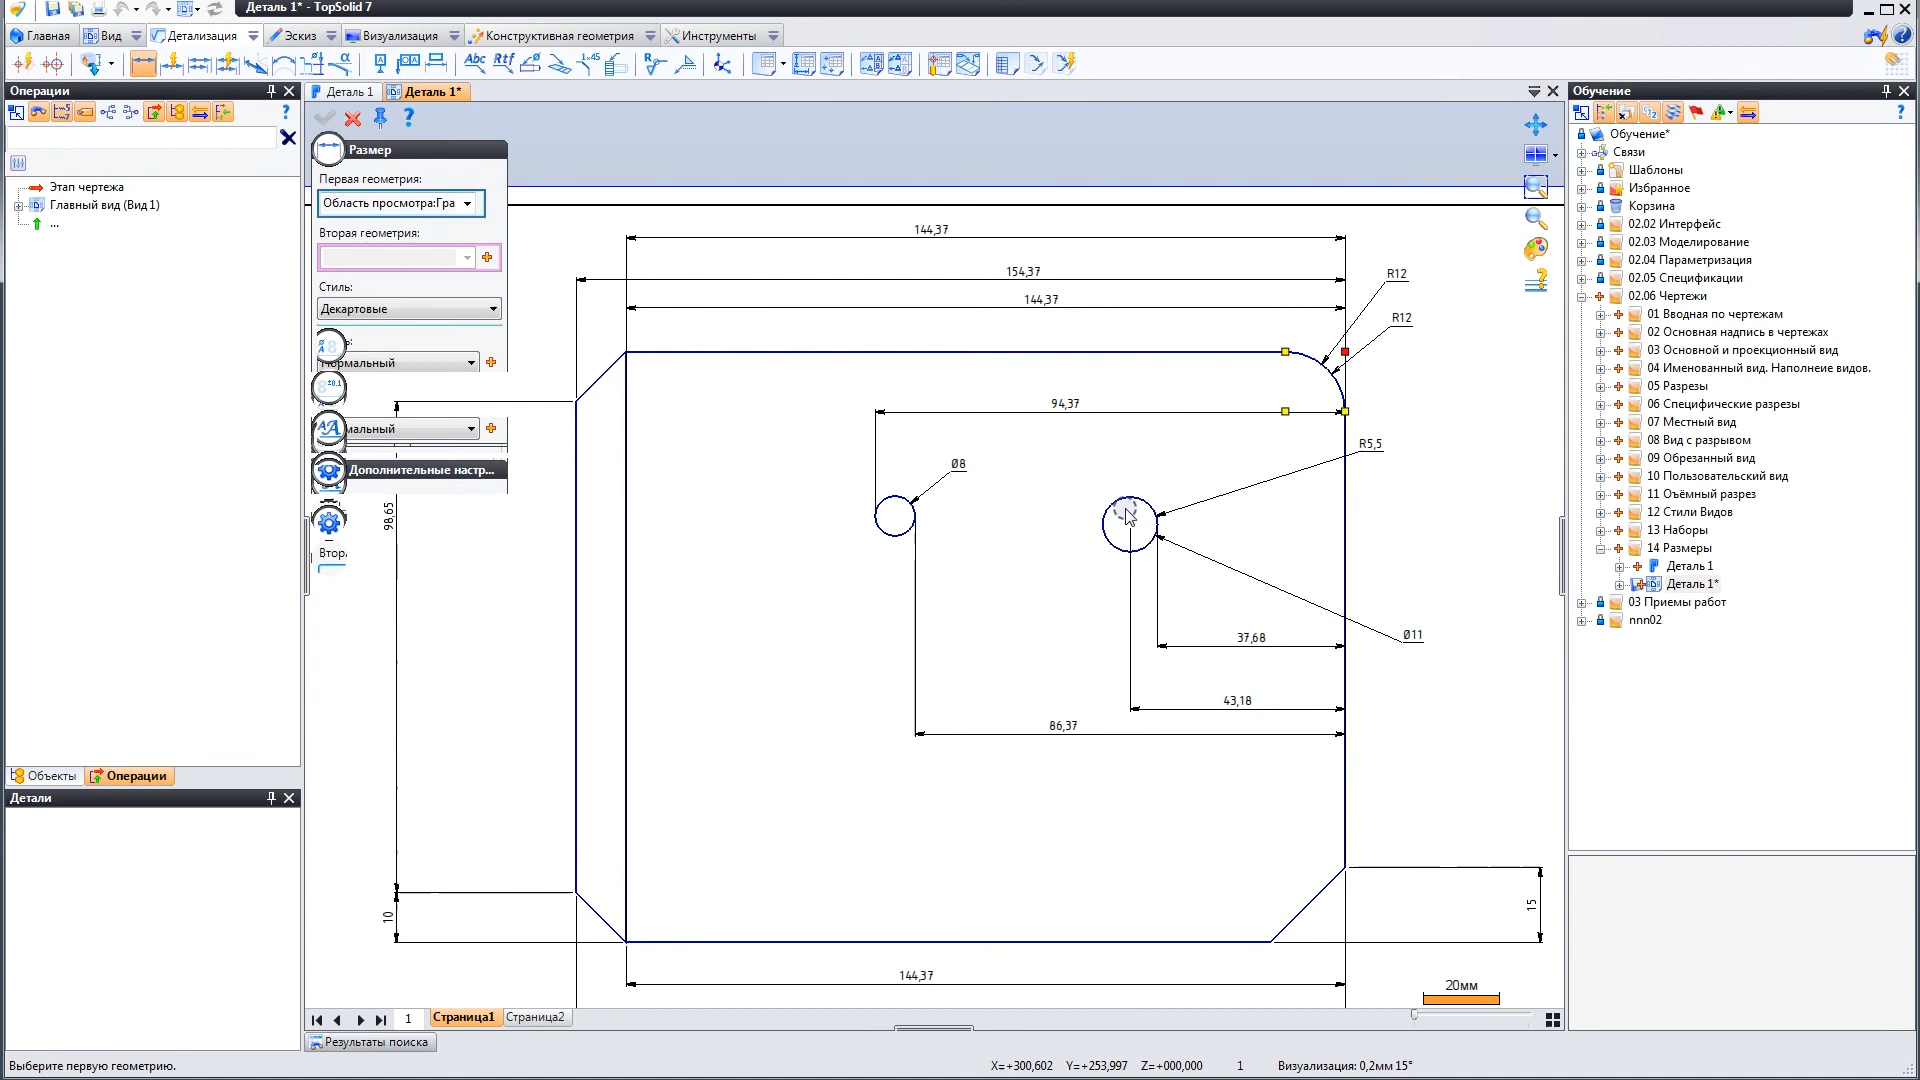 Деталь 1* - TopSolid 7
Главная
Вид
Детализация
Эскиз
Визуализация
Конструктивная геометрия
Инструменты
Операции
Этап чертежа
Главный вид (Вид 1)
...
Объекты
Операции
Детали
Деталь 1
Деталь 1*
Размер
Первая геометрия:
Область просмотра:Гра
Вторая геометрия:
Стиль:
Декартовые
Нормальный
мальный
Дополнительные настр...
Втор.
144,37
154,37
144,37
R12
R12
94,37
Ø8
R5,5
98,65
37,68
Ø11
43,18
86,37
10
15
144,37
20мм
1
Страница1
Страница2
Результаты поиска
Выберите первую геометрию.
X=+300,602
Y=+253,997
Z=+000,000
1
Визуализация: 0,2мм 15°
Обучение
Обучение*
Связи
Шаблоны
Избранное
Корзина
02.02 Интерфейс
02.03 Моделирование
02.04 Параметризация
02.05 Спецификации
02.06 Чертежи
01 Вводная по чертежам
02 Основная надпись в чертежах
03 Основной и проекционный вид
04 Именованный вид. Наполнеие видов.
05 Разрезы
06 Специфические разрезы
07 Местный вид
08 Вид с разрывом
09 Обрезанный вид
10 Пользовательский вид
11 Оъёмный разрез
12 Стили Видов
13 Наборы
14 Размеры
Деталь 1
Деталь 1*
03 Приемы работ
nnn02